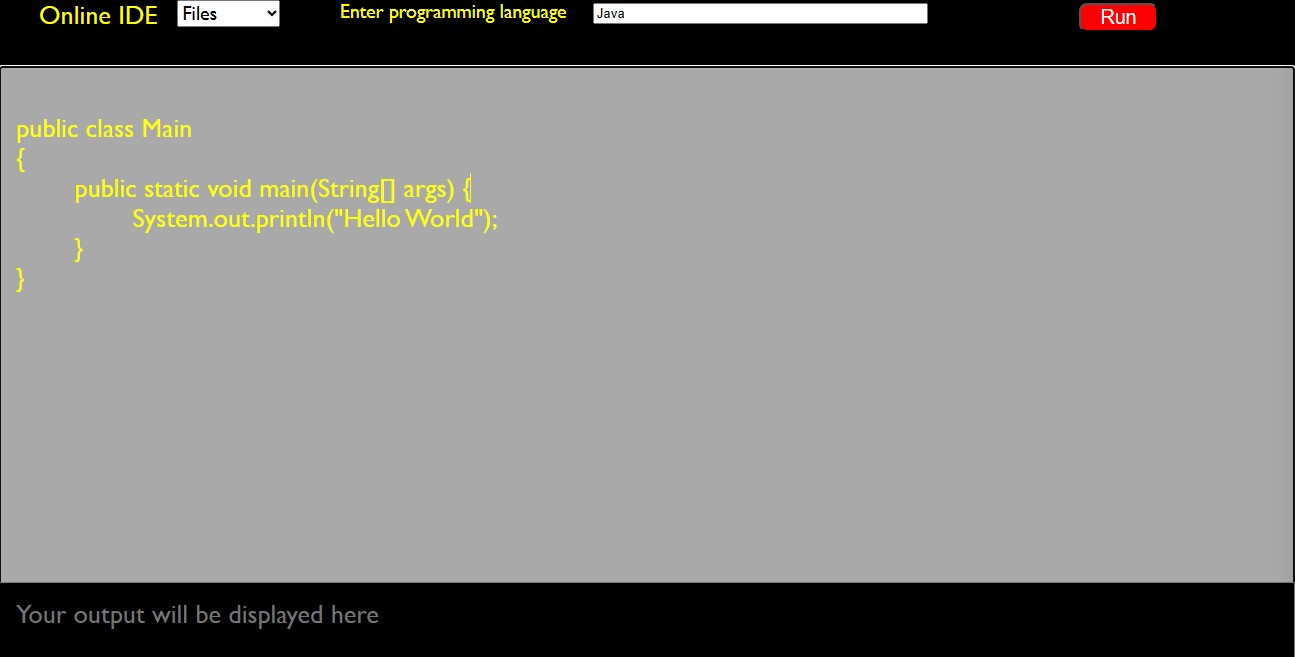 Online IDE Files Enter programming language Java Run
public class Main
{
public static void main(String[] args) {
System.out.println("Hello World");
}
}
Your output will be displayed here